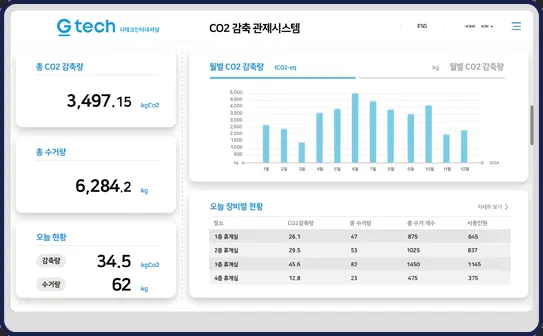 G tech 지테크인터내셔날
CO2 감축 관제시스템
ESG
HOME KOR
총 CO2 감축량
3,497.15 kgCo2
총 수거량
6,284.2 kg
오늘 현황
감축량 34.5 kgCo2
수거량 62 kg
월별 CO2 감축량 tCO2-eq
kg 월별 CO2 감축량
5,000
4,500
4,000
3,500
3,000
2,500
2,000
1,500
1000
500
1월 2월 3월 4월 5월 6월 7월 8월 9월 10월 11월 12월
오늘 장비별 현황
자세히 보기
장소 CO2감축량 총 수거량 총 수거 개수 사용인원
1층 휴게실 26.1 47 875 645
2층 휴게실 29.5 53 1025 837
3층 휴게실 45.6 82 1450 1145
4층 휴게실 12.8 23 475 375